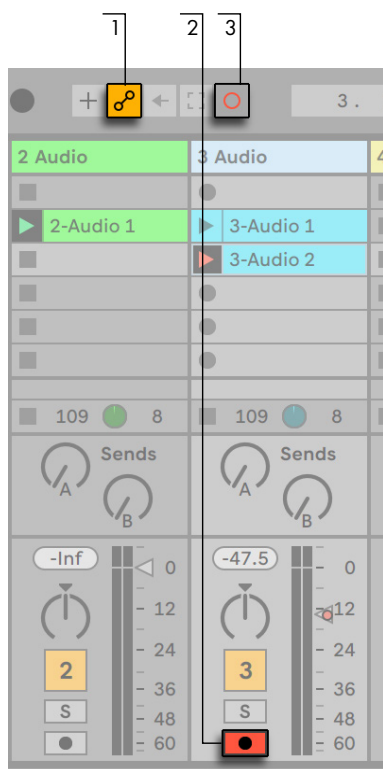 1 2 3
3 .
2 Audio 3 Audio 4
2-Audio 1 3-Audio 1
3-Audio 2
109 8 109 8
Sends Sends
A A
B B
-Inf -47.5
0 0
12 12
24 24
2 3
36 36
S S
48 48
60 60